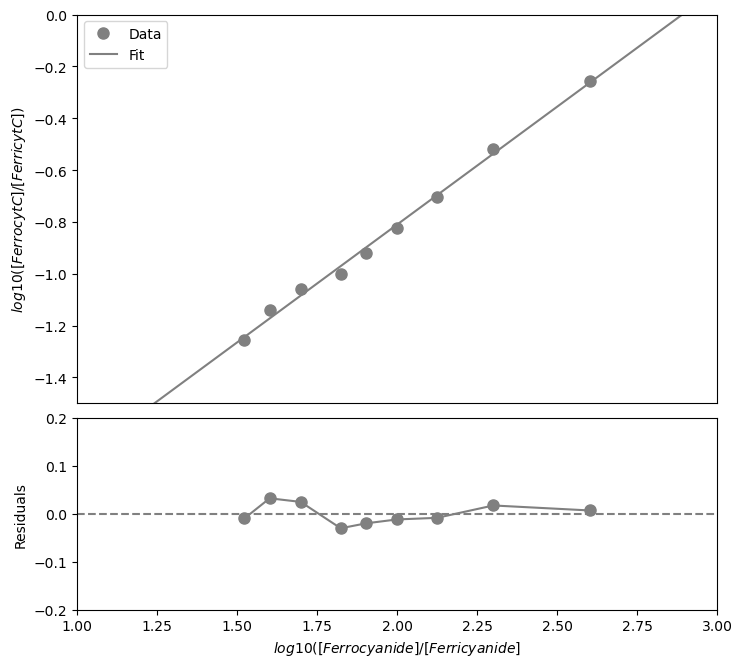 0.0
−0.2
−0.4
−0.6
−0.8
−1.0
−1.2
−1.4
log10([FerrocytC]/[FerricytC])
Data
Fit
0.2
0.1
0.0
−0.1
−0.2
Residuals
1.00 1.25 1.50 1.75 2.00 2.25 2.50 2.75 3.00
log10([Ferrocyanide]/[Ferricyanide]